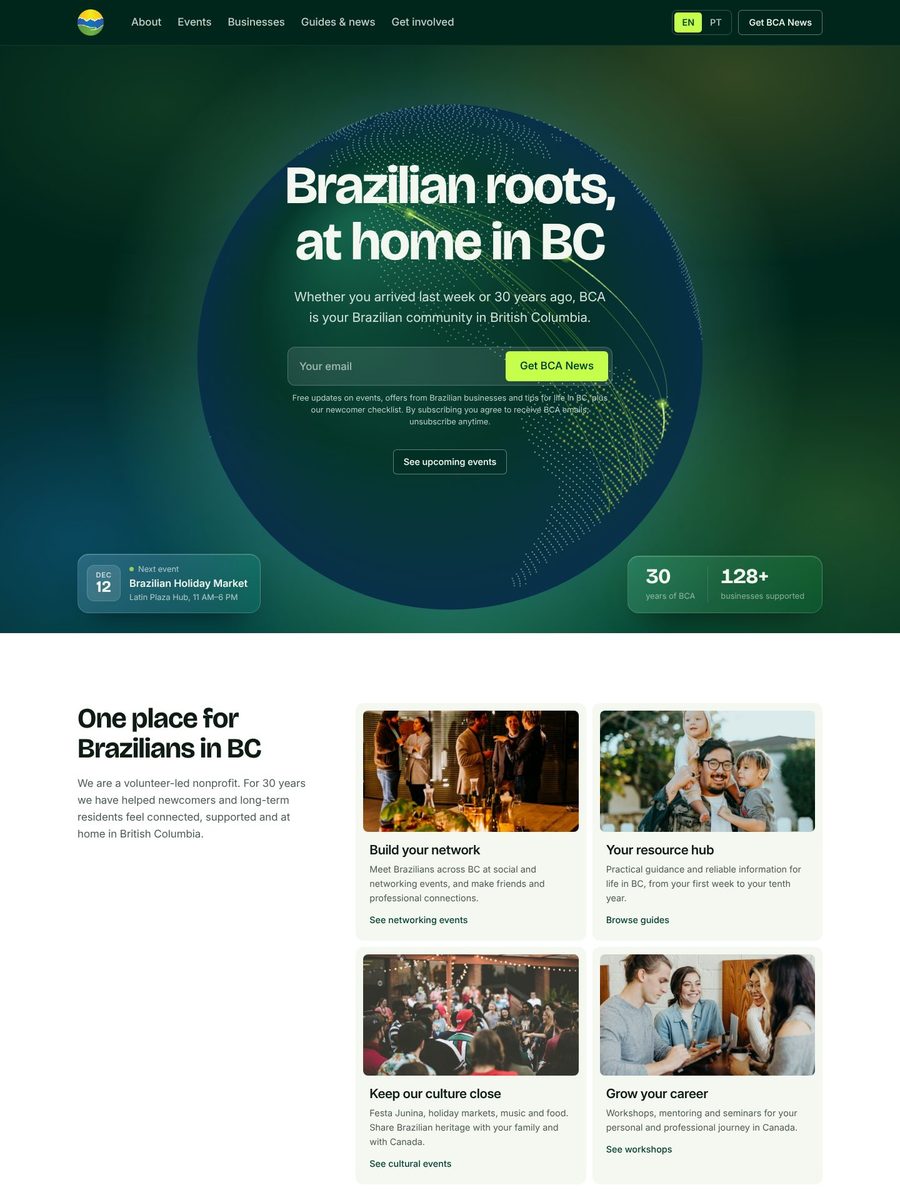 About Events Businesses Guides & news Get involved EN PT Get BCA News
Brazilian roots,
at home in BC
Whether you arrived last week or 30 years ago, BCA
is your Brazilian community in British Columbia.
Your email Get BCA News
Free updates on events, offers from Brazilian businesses and tips for life in BC, plus
our newcomer checklist. By subscribing you agree to receive BCA emails;
unsubscribe anytime.
See upcoming events
DEC
12
Next event
Brazilian Holiday Market
Latin Plaza Hub, 11 AM–6 PM
30
years of BCA
128+
businesses supported
One place for
Brazilians in BC
We are a volunteer-led nonprofit. For 30 years
we have helped newcomers and long-term
residents feel connected, supported and at
home in British Columbia.
Build your network
Meet Brazilians across BC at social and
networking events, and make friends and
professional connections.
See networking events
Your resource hub
Practical guidance and reliable information for
life in BC, from your first week to your tenth
year.
Browse guides
Keep our culture close
Festa Junina, holiday markets, music and food.
Share Brazilian heritage with your family and
with Canada.
See cultural events
Grow your career
Workshops, mentoring and seminars for your
personal and professional journey in Canada.
See workshops